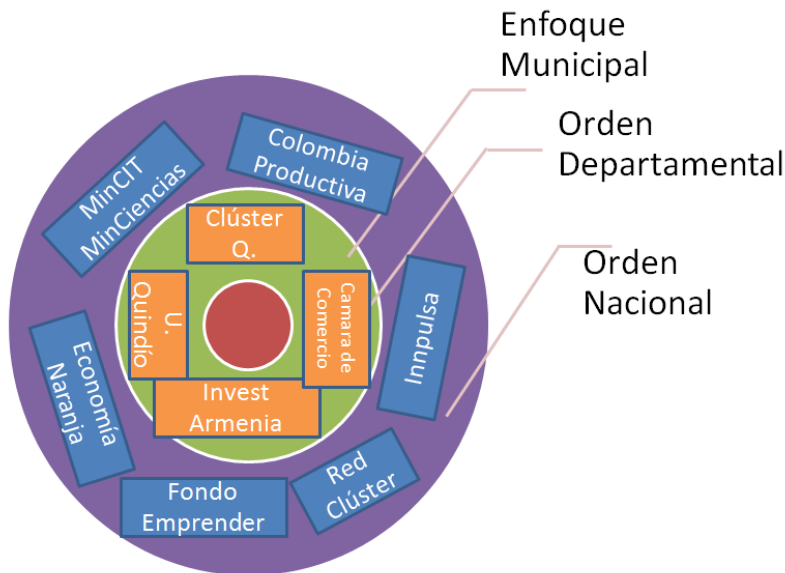 Enfoque
Municipal
Orden
Departamental
Orden
Nacional
Colombia
Productiva
MinCIT
MinCiencias
Clúster
Q.
U.
Quindío
Camara de
Comercio
Innpulsa
Invest
Armenia
Economía
Naranja
Red
Clúster
Fondo
Emprender